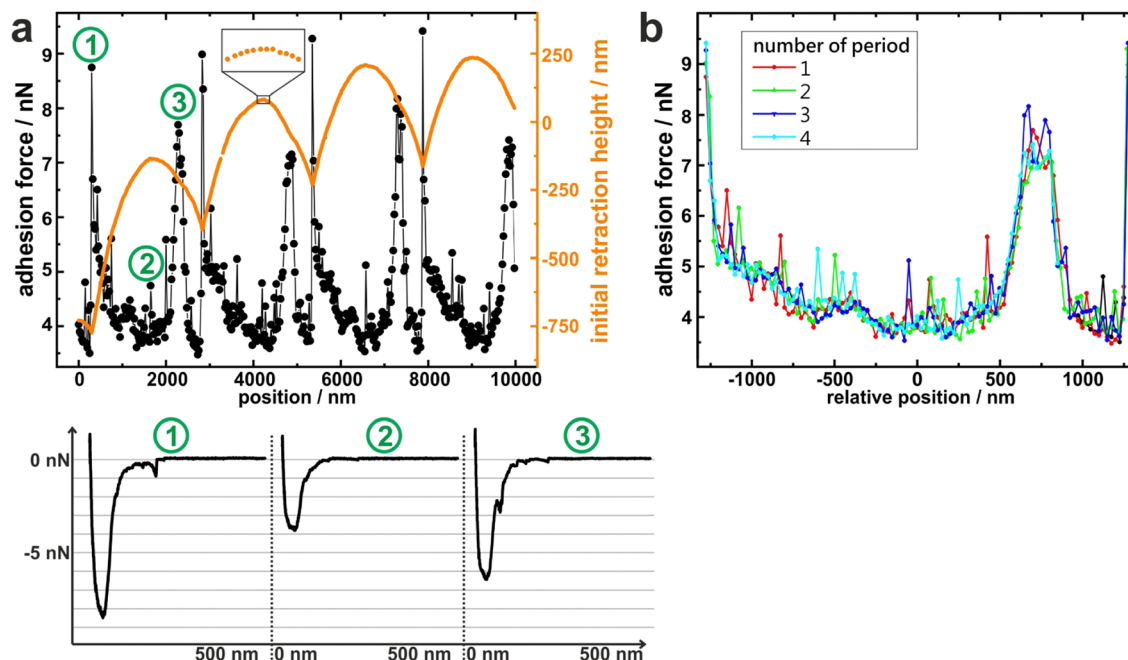 a
adhesion force / nN
9
8
7
6
5
4
0 2000 4000 6000 8000 10000
position / nm
250
0
-250
-500
-750
initial retraction height / nm
1
2
3
b
adhesion force / nN
9
8
7
6
5
4
-1000 -500 0 500 1000
relative position / nm
number of period
1
2
3
4
1 2 3
0 nN
-5 nN
500 nm 0 nm 500 nm 0 nm 500 nm